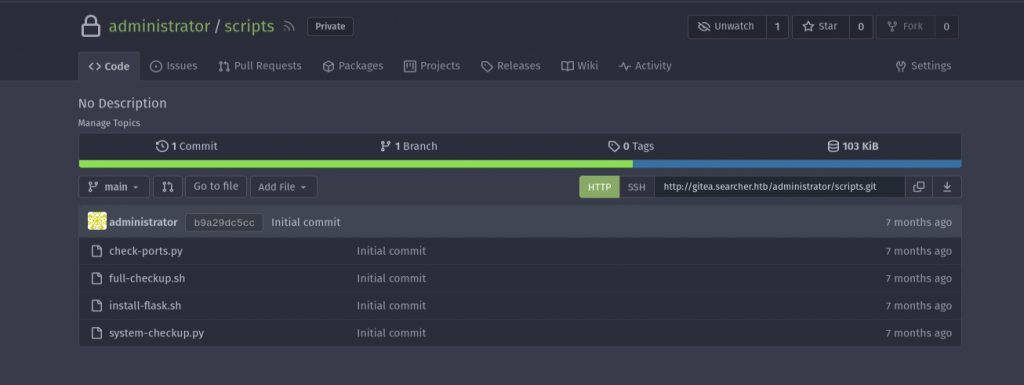 administrator / scripts Private Unwatch 1 Star 0 Fork 0
Code Issues Pull Requests Packages Projects Releases Wiki Activity Settings
No Description
Manage Topics
1 Commit 1 Branch 0 Tags 103 KiB
main Go to file Add File HTTP SSH http://gitea.searcher.htb/administrator/scripts.git
administrator b9a29dc5cc Initial commit 7 months ago
check-ports.py Initial commit 7 months ago
full-checkup.sh Initial commit 7 months ago
install-flask.sh Initial commit 7 months ago
system-checkup.py Initial commit 7 months ago